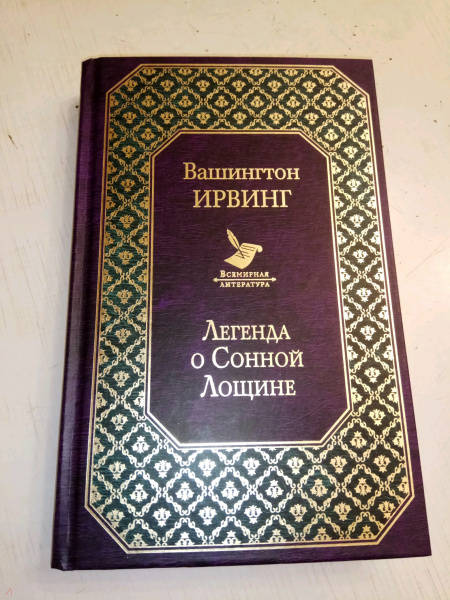 Вашингтон
ИРВИНГ
Всемирная
литература
Легенда
о Сонной
Лощине